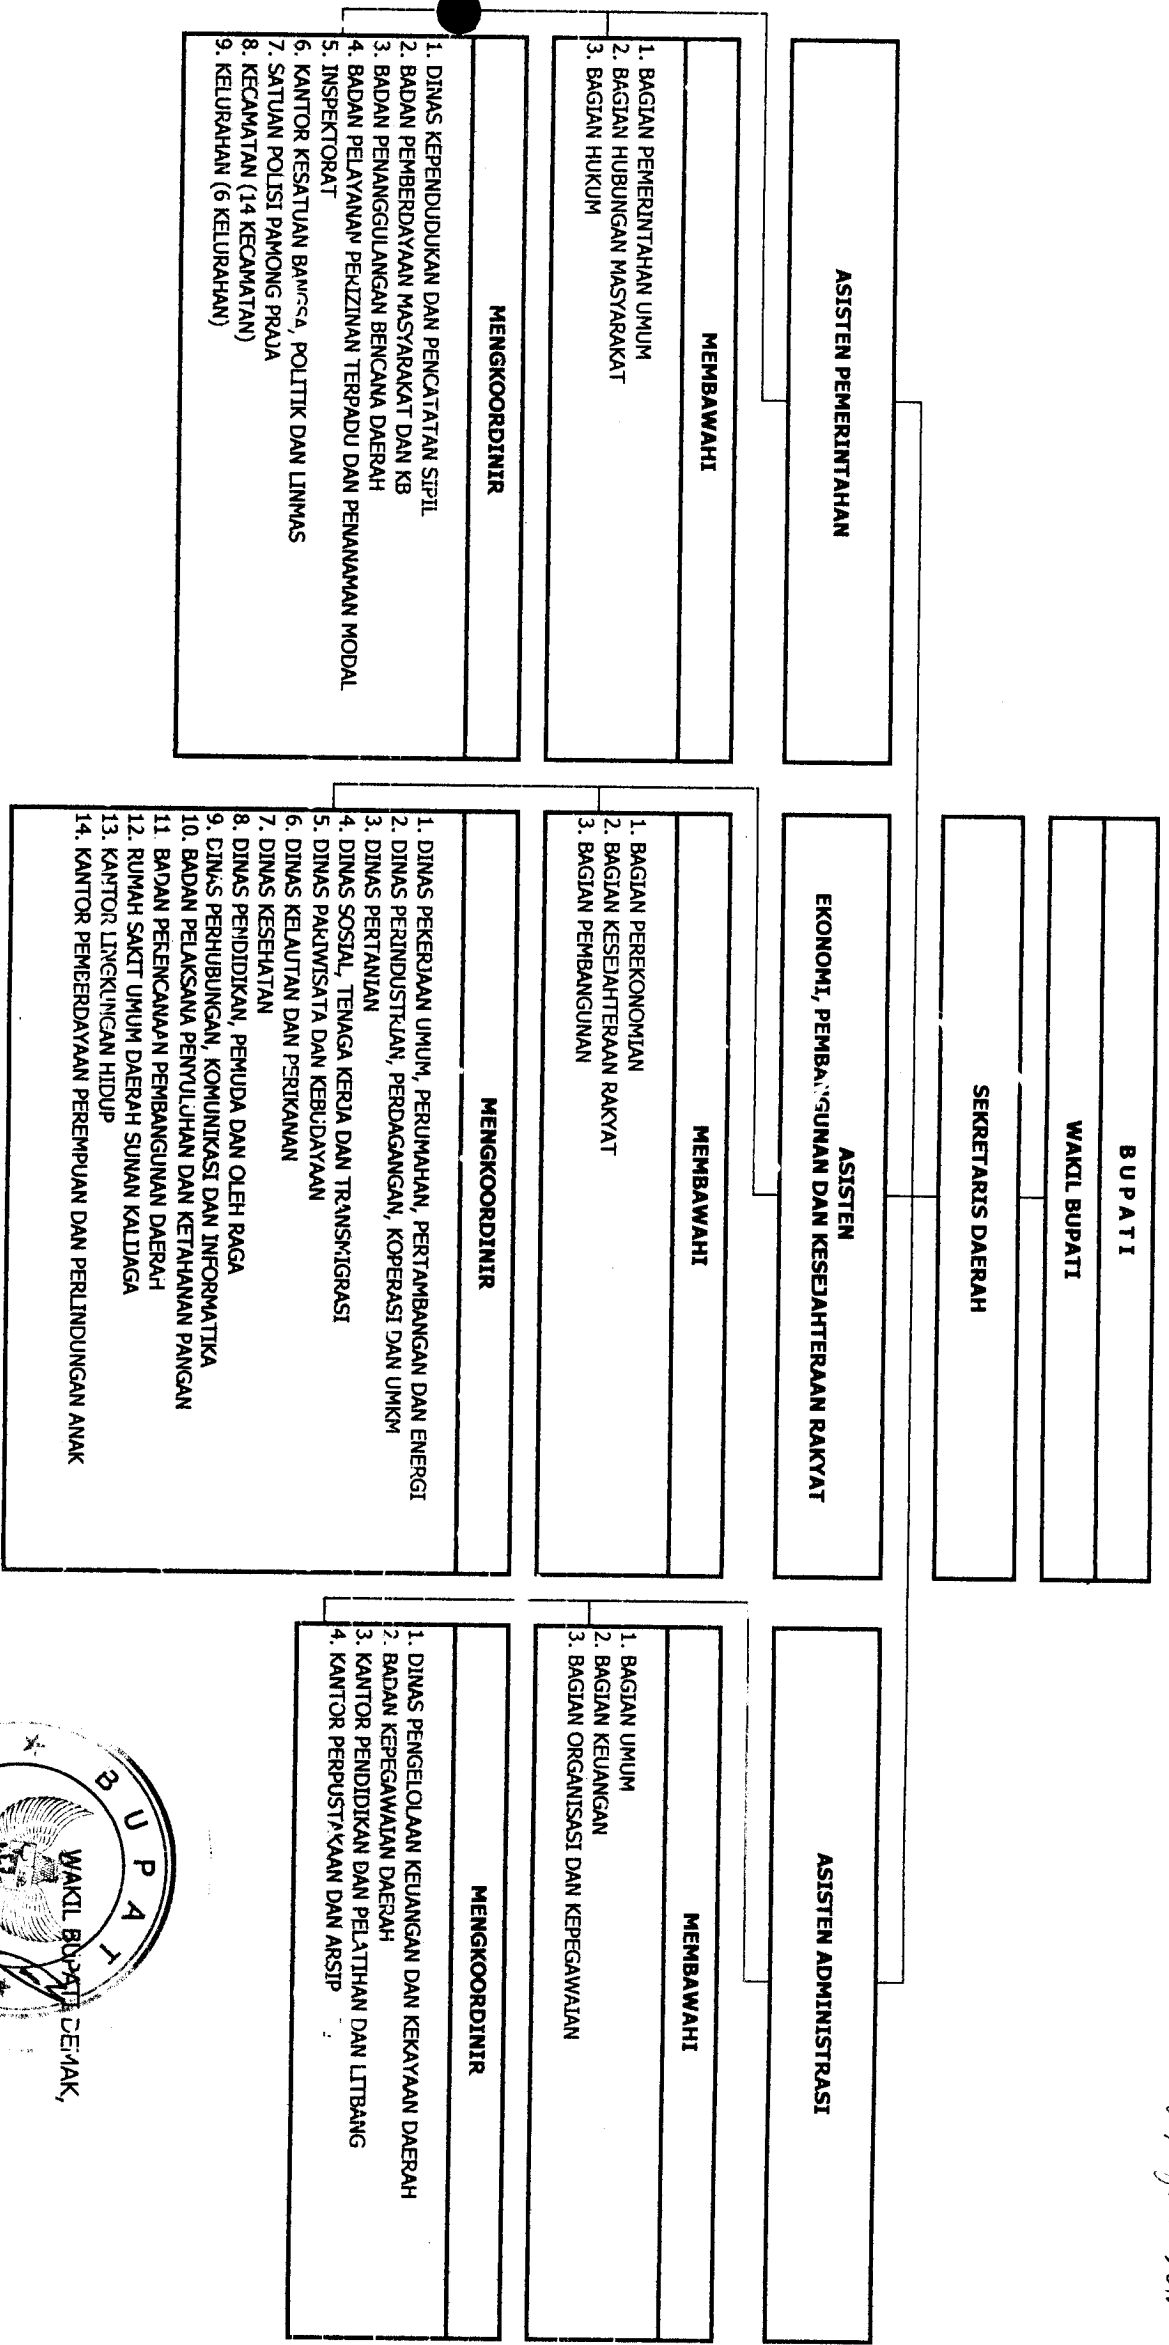 BUPATI
WAKIL BUPATI
SEKRETARIS DAERAH
ASISTEN PEMERINTAHAN
MEMBAWAHI
1. BAGIAN PEMERINTAHAN UMUM
2. BAGIAN HUBUNGAN MASYARAKAT
3. BAGIAN HUKUM
MENGKOORDINIR
1. DINAS KEPENDUDUKAN DAN PENCATATAN SIPIL
2. BADAN PEMBERDAYAAN MASYARAKAT DAN KB
3. BADAN PENANGGULANGAN BENCANA DAERAH
4. BADAN PELAYANAN PERIZINAN TERPADU DAN PENANAMAN MODAL
5. INSPEKTORAT
6. KANTOR KESATUAN BANGSA, POLITIK DAN LINMAS
7. SATUAN POLISI PAMONG PRAJA
8. KECAMATAN (14 KECAMATAN)
9. KELURAHAN (6 KELURAHAN)
ASISTEN
EKONOMI, PEMBANGUNAN DAN KESEJAHTERAAN RAKYAT
MEMBAWAHI
1. BAGIAN PEREKONOMIAN
2. BAGIAN KESEJAHTERAAN RAKYAT
3. BAGIAN PEMBANGUNAN
MENGKOORDINIR
1. DINAS PEKERJAAN UMUM, PERUMAHAN, PERTAMBANGAN DAN ENERGI
2. DINAS PERINDUSTRIAN, PERDAGANGAN, KOPERASI DAN UMKM
3. DINAS PERTANIAN
4. DINAS SOSIAL, TENAGA KERJA DAN TRANSMIGRASI
5. DINAS PARIWISATA DAN KEBUDAYAAN
6. DINAS KELAUTAN DAN PERIKANAN
7. DINAS KESEHATAN
8. DINAS PENDIDIKAN, PEMUDA DAN OLEH RAGA
9. DINAS PERHUBUNGAN, KOMUNIKASI DAN INFORMATIKA
10. BADAN PELAKSANA PENYULUHAN DAN KETAHANAN PANGAN
11 BADAN PERENCANAAN PEMBANGUNAN DAERAH
12. RUMAH SAKIT UMUM DAERAH SUNAN KALIJAGA
13. KANTOR LINGKUNGAN HIDUP
14. KANTOR PEMBERDAYAAN PEREMPUAN DAN PERLINDUNGAN ANAK
ASISTEN ADMINISTRASI
MEMBAWAHI
1. BAGIAN UMUM
2. BAGIAN KEUANGAN
3. BAGIAN ORGANISASI DAN KEPEGAWAIAN
MENGKOORDINIR
1. DINAS PENGELOLAAN KEUANGAN DAN KEKAYAAN DAERAH
2. BADAN KEPEGAWAIAN DAERAH
3. KANTOR PENDIDIKAN DAN PELATIHAN DAN LITBANG
4. KANTOR PERPUSTAKAAN DAN ARSIP
WAKIL BUPATI DEMAK,
BUPATI